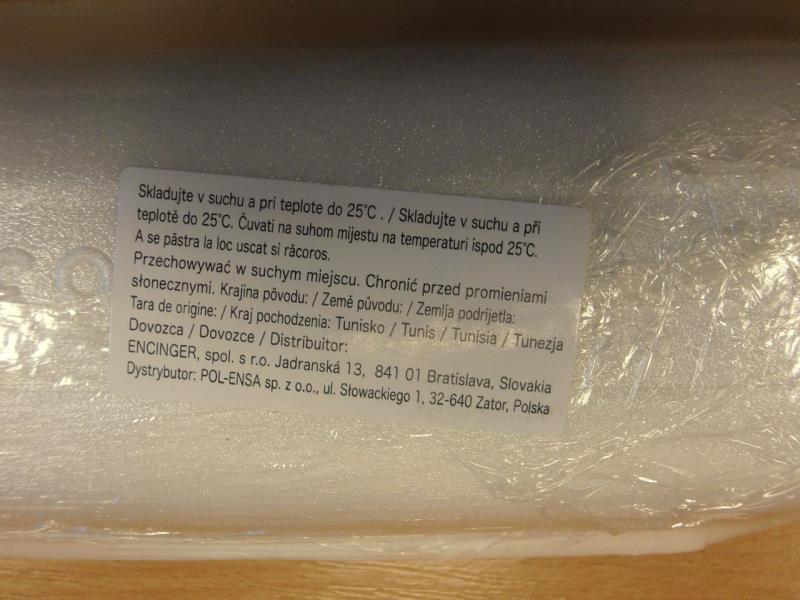 Skladujte v suchu a pri teplote do 25°C . / Skladujte v suchu a při
teplotě do 25°C. Čuvati na suhom mijestu na temperaturi ispod 25°C.
A se păstra la loc uscat si răcoros.
Przechowywać w suchym miejscu. Chronić przed promieniami
słonecznymi. Krajina pôvodu: / Země původu: / Zemlja podrijetla:
Tara de origine: / Kraj pochodzenia: Tunisko / Tunis / Tunisia / Tunezja
Dovozca / Dovozce / Distribuitor:
ENCINGER, spol. s r.o. Jadranská 13, 841 01 Bratislava, Slovakia
Dystrybutor: POL-ENSA sp. z o.o., ul. Słowackiego 1, 32-640 Zator, Polska